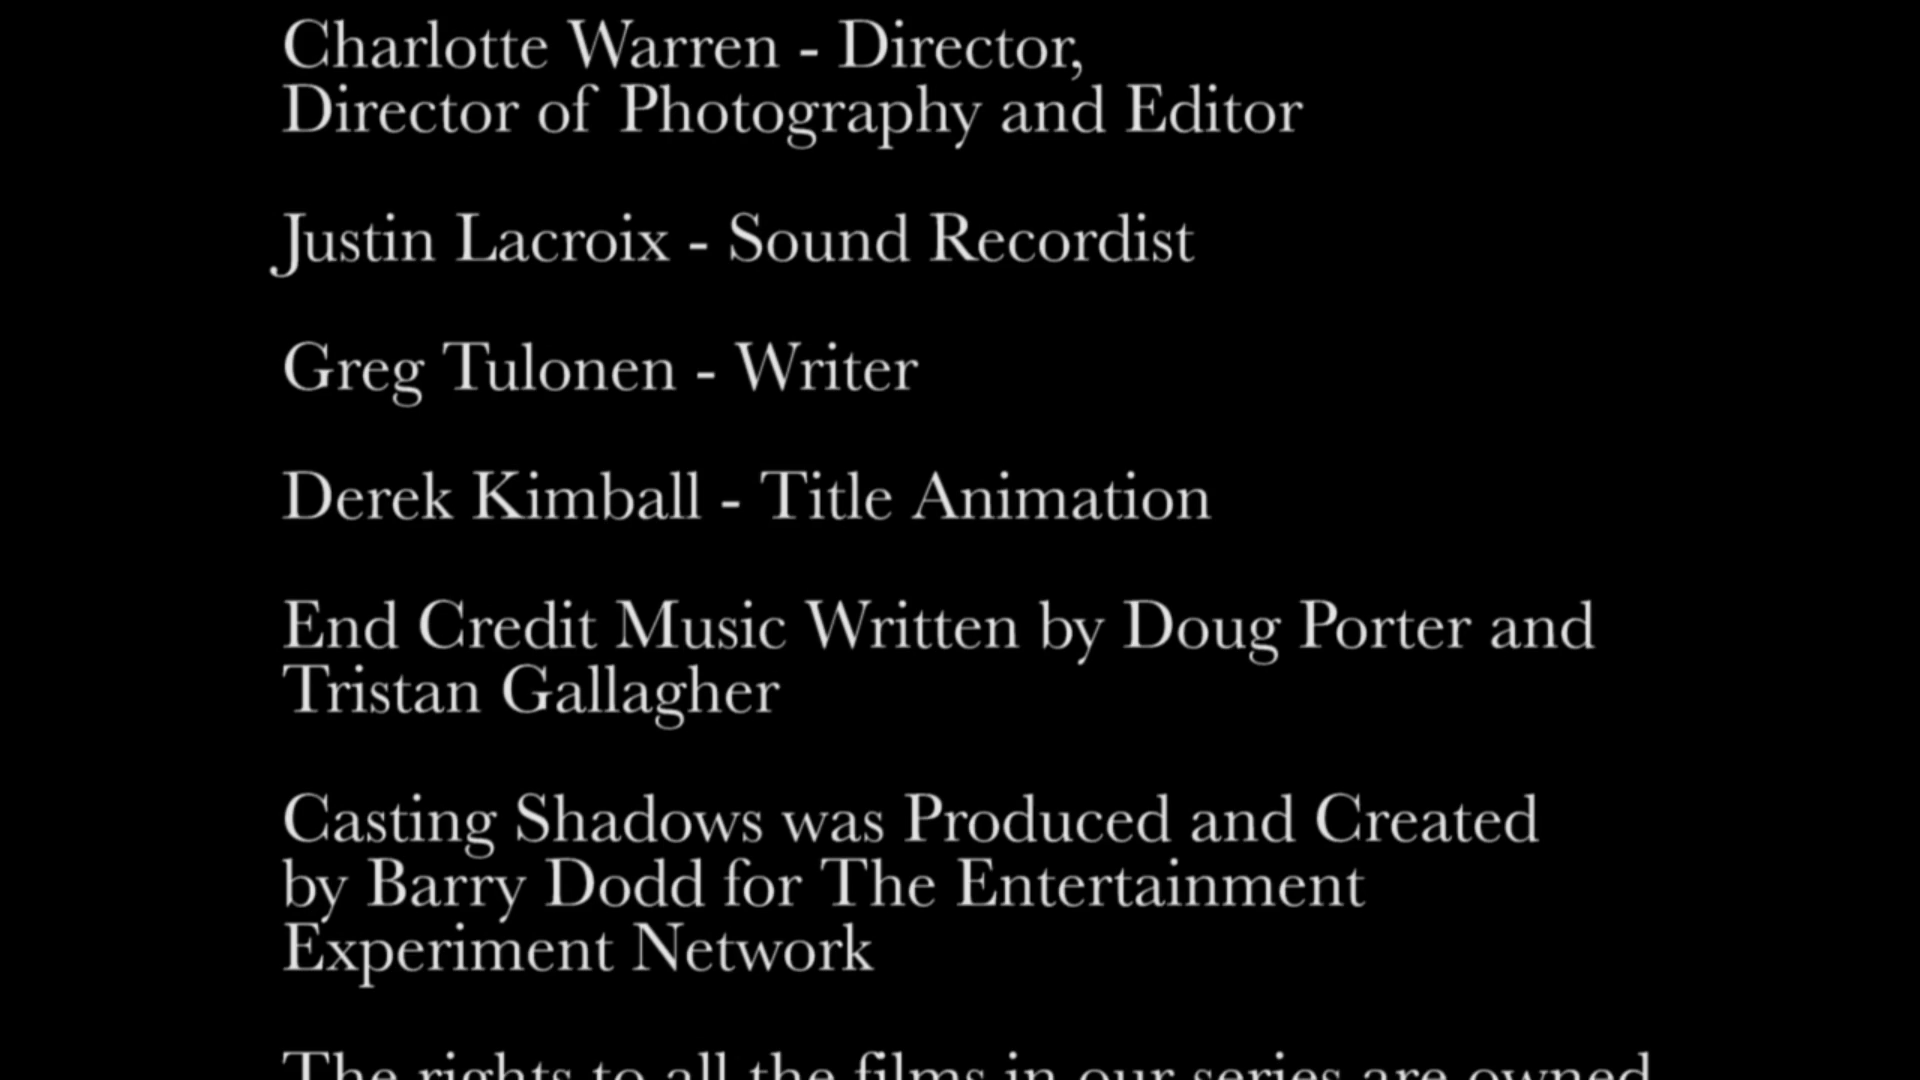 Charlotte Warren - Director,
Director of Photography and Editor
Justin Lacroix - Sound Recordist
Greg Tulonen - Writer
Derek Kimball - Title Animation
End Credit Music Written by Doug Porter and
Tristan Gallagher
Casting Shadows was Produced and Created
by Barry Dodd for The Entertainment
Experiment Network
The rights to all the films in our series are owned